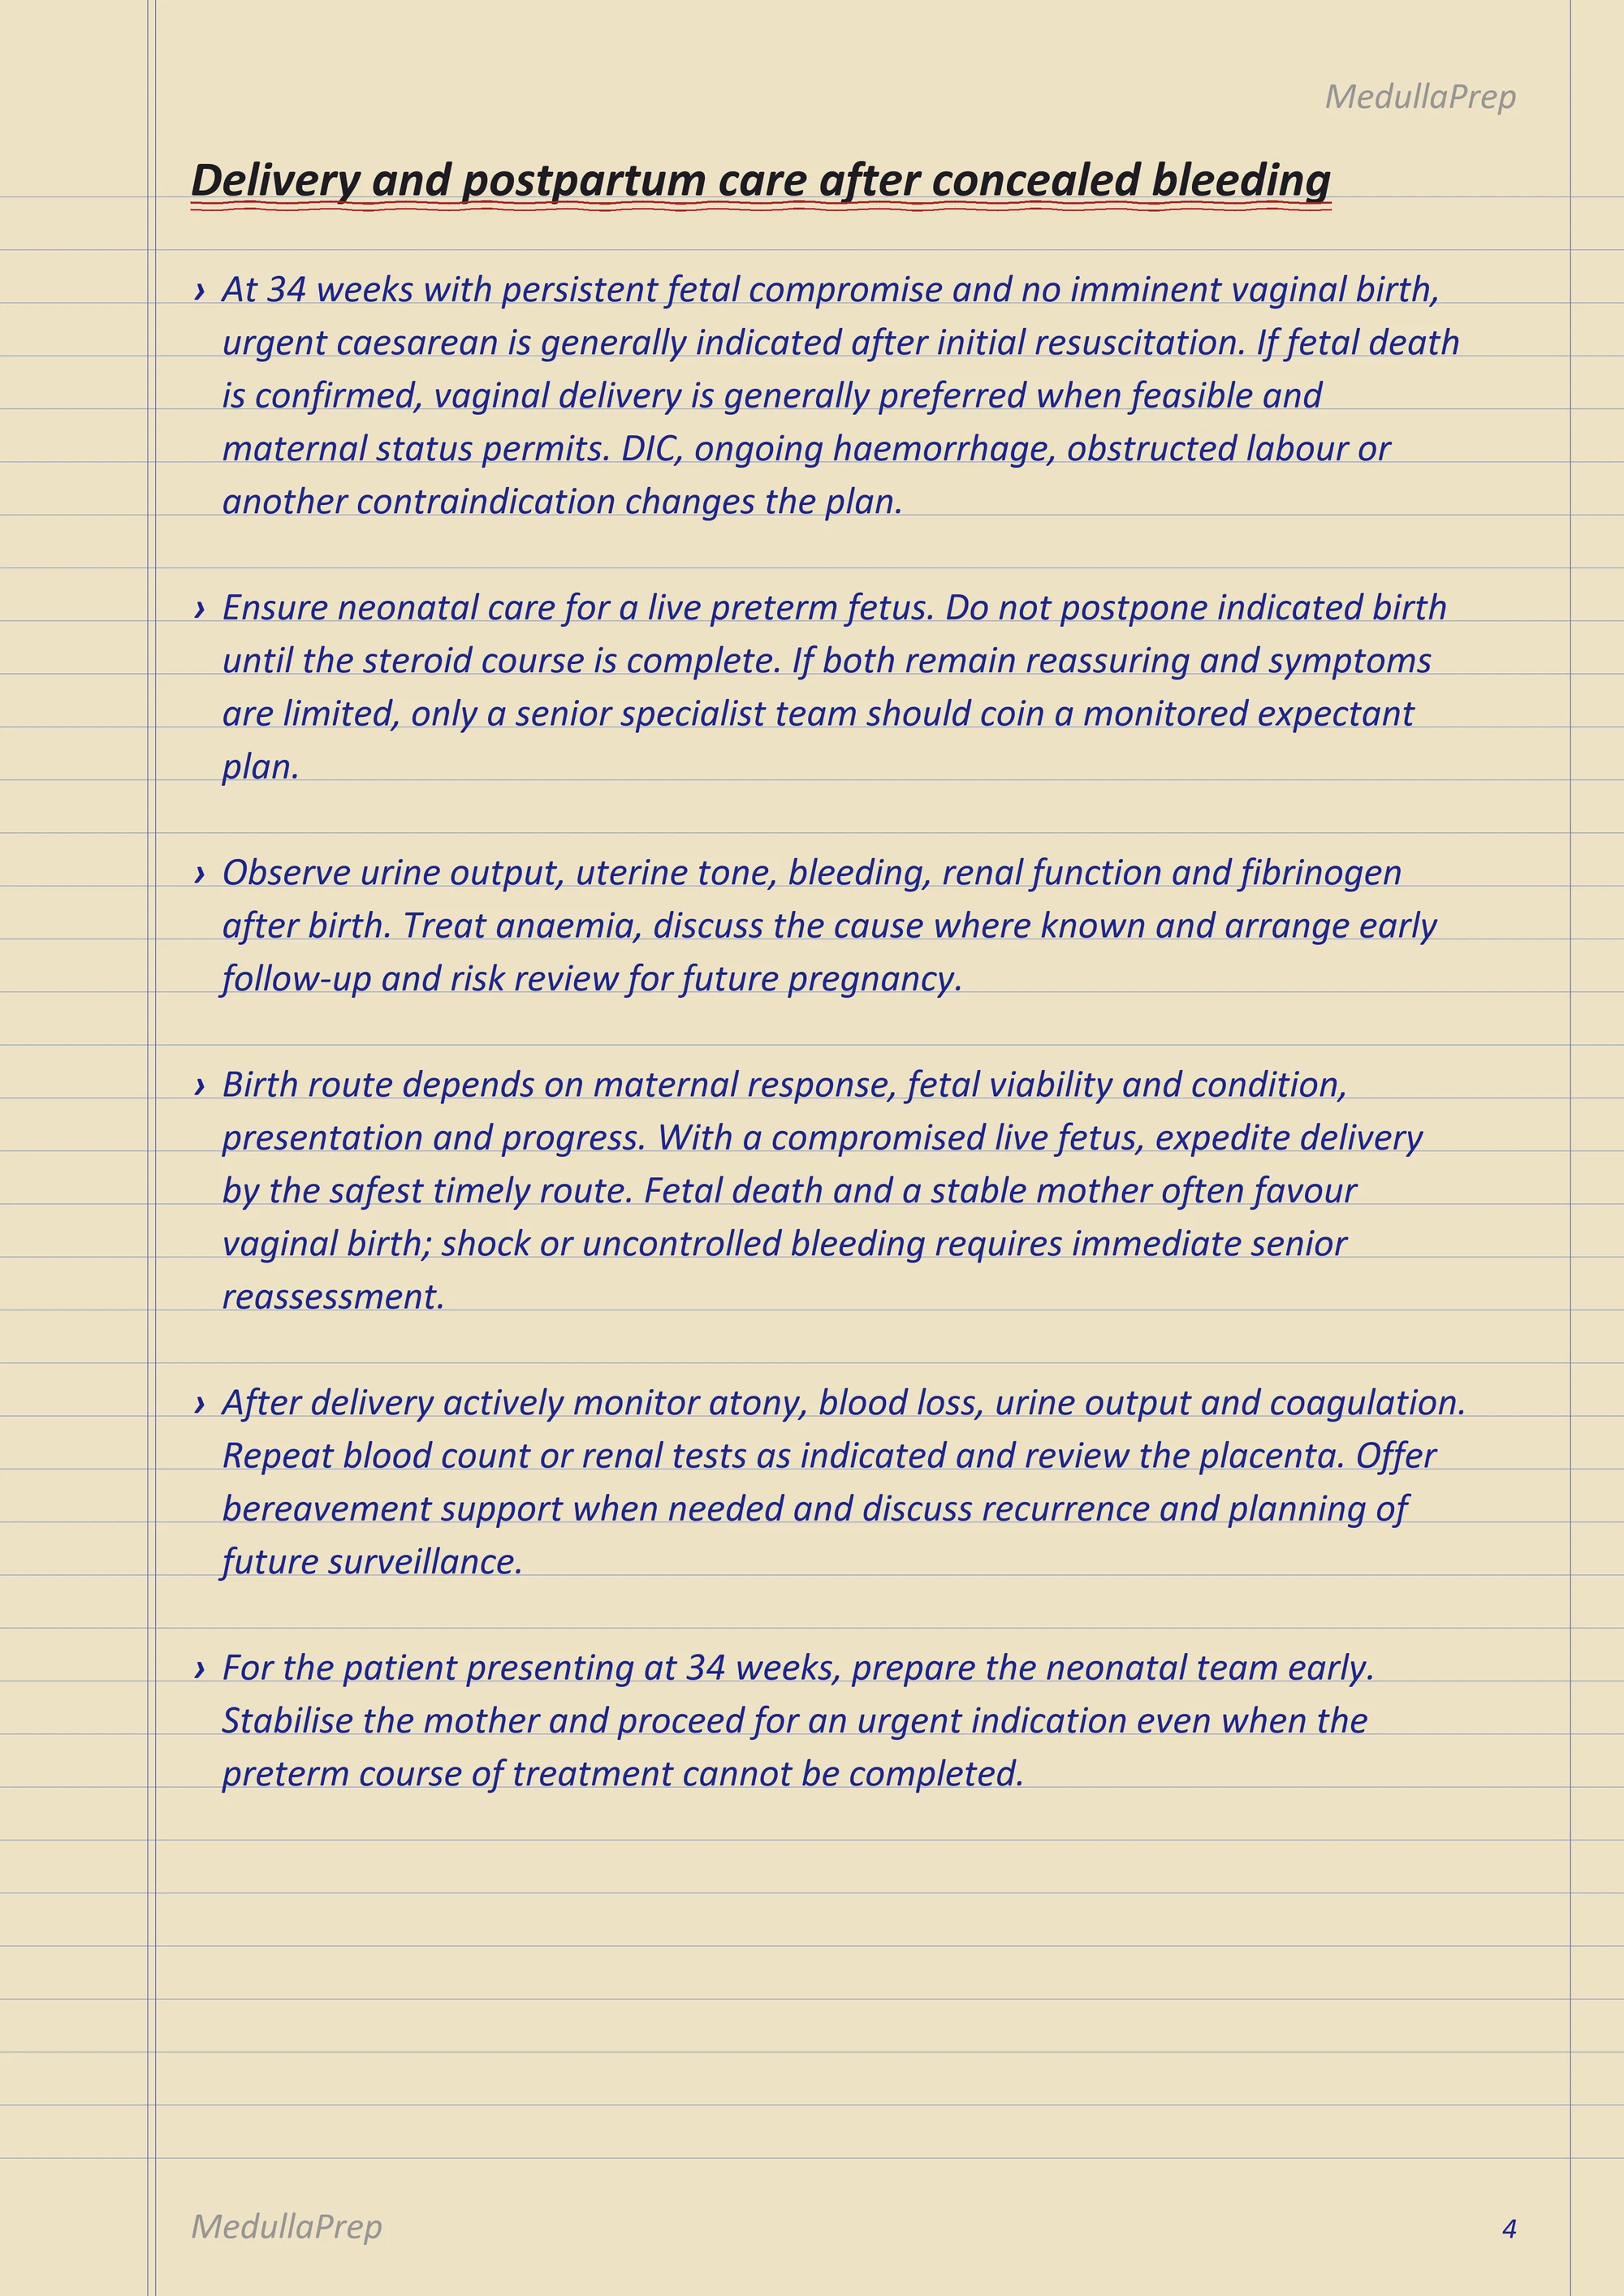 MedullaPrep
Delivery and postpartum care after concealed bleeding
› At 34 weeks with persistent fetal compromise and no imminent vaginal birth,
urgent caesarean is generally indicated after initial resuscitation. If fetal death
is confirmed, vaginal delivery is generally preferred when feasible and
maternal status permits. DIC, ongoing haemorrhage, obstructed labour or
another contraindication changes the plan.
› Ensure neonatal care for a live preterm fetus. Do not postpone indicated birth
until the steroid course is complete. If both remain reassuring and symptoms
are limited, only a senior specialist team should coin a monitored expectant
plan.
› Observe urine output, uterine tone, bleeding, renal function and fibrinogen
after birth. Treat anaemia, discuss the cause where known and arrange early
follow-up and risk review for future pregnancy.
› Birth route depends on maternal response, fetal viability and condition,
presentation and progress. With a compromised live fetus, expedite delivery
by the safest timely route. Fetal death and a stable mother often favour
vaginal birth; shock or uncontrolled bleeding requires immediate senior
reassessment.
› After delivery actively monitor atony, blood loss, urine output and coagulation.
Repeat blood count or renal tests as indicated and review the placenta. Offer
bereavement support when needed and discuss recurrence and planning of
future surveillance.
› For the patient presenting at 34 weeks, prepare the neonatal team early.
Stabilise the mother and proceed for an urgent indication even when the
preterm course of treatment cannot be completed.
MedullaPrep
4